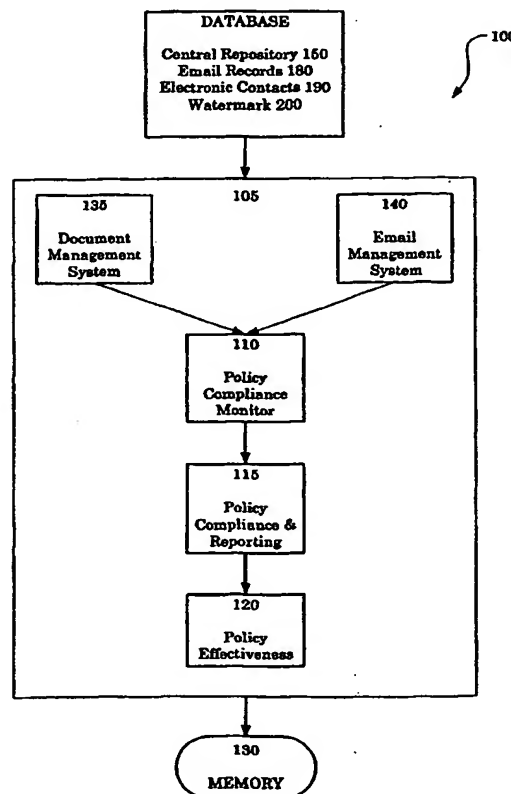 DATABASE
Central Repository 150
Email Records 180
Electronic Contacts 190
Watermark 200
100
105
135
Document
Management
System
140
Email
Management
System
110
Policy
Compliance
Monitor
115
Policy
Compliance &
Reporting
120
Policy
Effectiveness
130
MEMORY